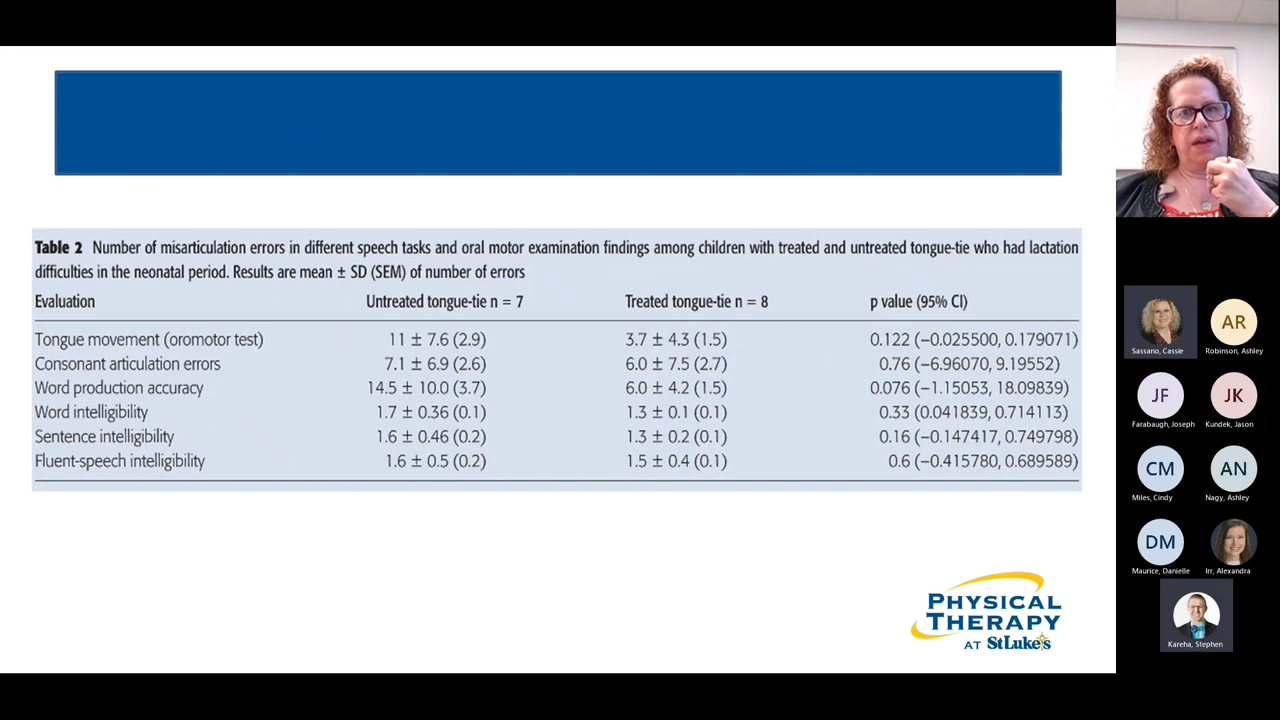 Table 2 Number of misarticulation errors in different speech tasks and oral motor examination findings among children with treated and untreated tongue-tie who had lactation
difficulties in the neonatal period. Results are mean ± SD (SEM) of number of errors
Evaluation Untreated tongue-tie n = 7 Treated tongue-tie n = 8 p value (95% CI)
Tongue movement (oromotor test) 11 ± 7.6 (2.9) 3.7 ± 4.3 (1.5) 0.122 (−0.025500, 0.179071)
Consonant articulation errors 7.1 ± 6.9 (2.6) 6.0 ± 7.5 (2.7) 0.76 (−6.96070, 9.19552)
Word production accuracy 14.5 ± 10.0 (3.7) 6.0 ± 4.2 (1.5) 0.076 (−1.15053, 18.09839)
Word intelligibility 1.7 ± 0.36 (0.1) 1.3 ± 0.1 (0.1) 0.33 (0.041839, 0.714113)
Sentence intelligibility 1.6 ± 0.46 (0.2) 1.3 ± 0.2 (0.1) 0.16 (−0.147417, 0.749798)
Fluent-speech intelligibility 1.6 ± 0.5 (0.2) 1.5 ± 0.4 (0.1) 0.6 (−0.415780, 0.689589)
PHYSICAL
THERAPY
AT StLuke's
Sassano, Cassie
AR
Robinson, Ashley
JF
Farabaugh, Joseph
JK
Kundek, Jason
CM
Miles, Cindy
AN
Nagy, Ashley
DM
Maurice, Danielle
Irr, Alexandra
Kareha, Stephen